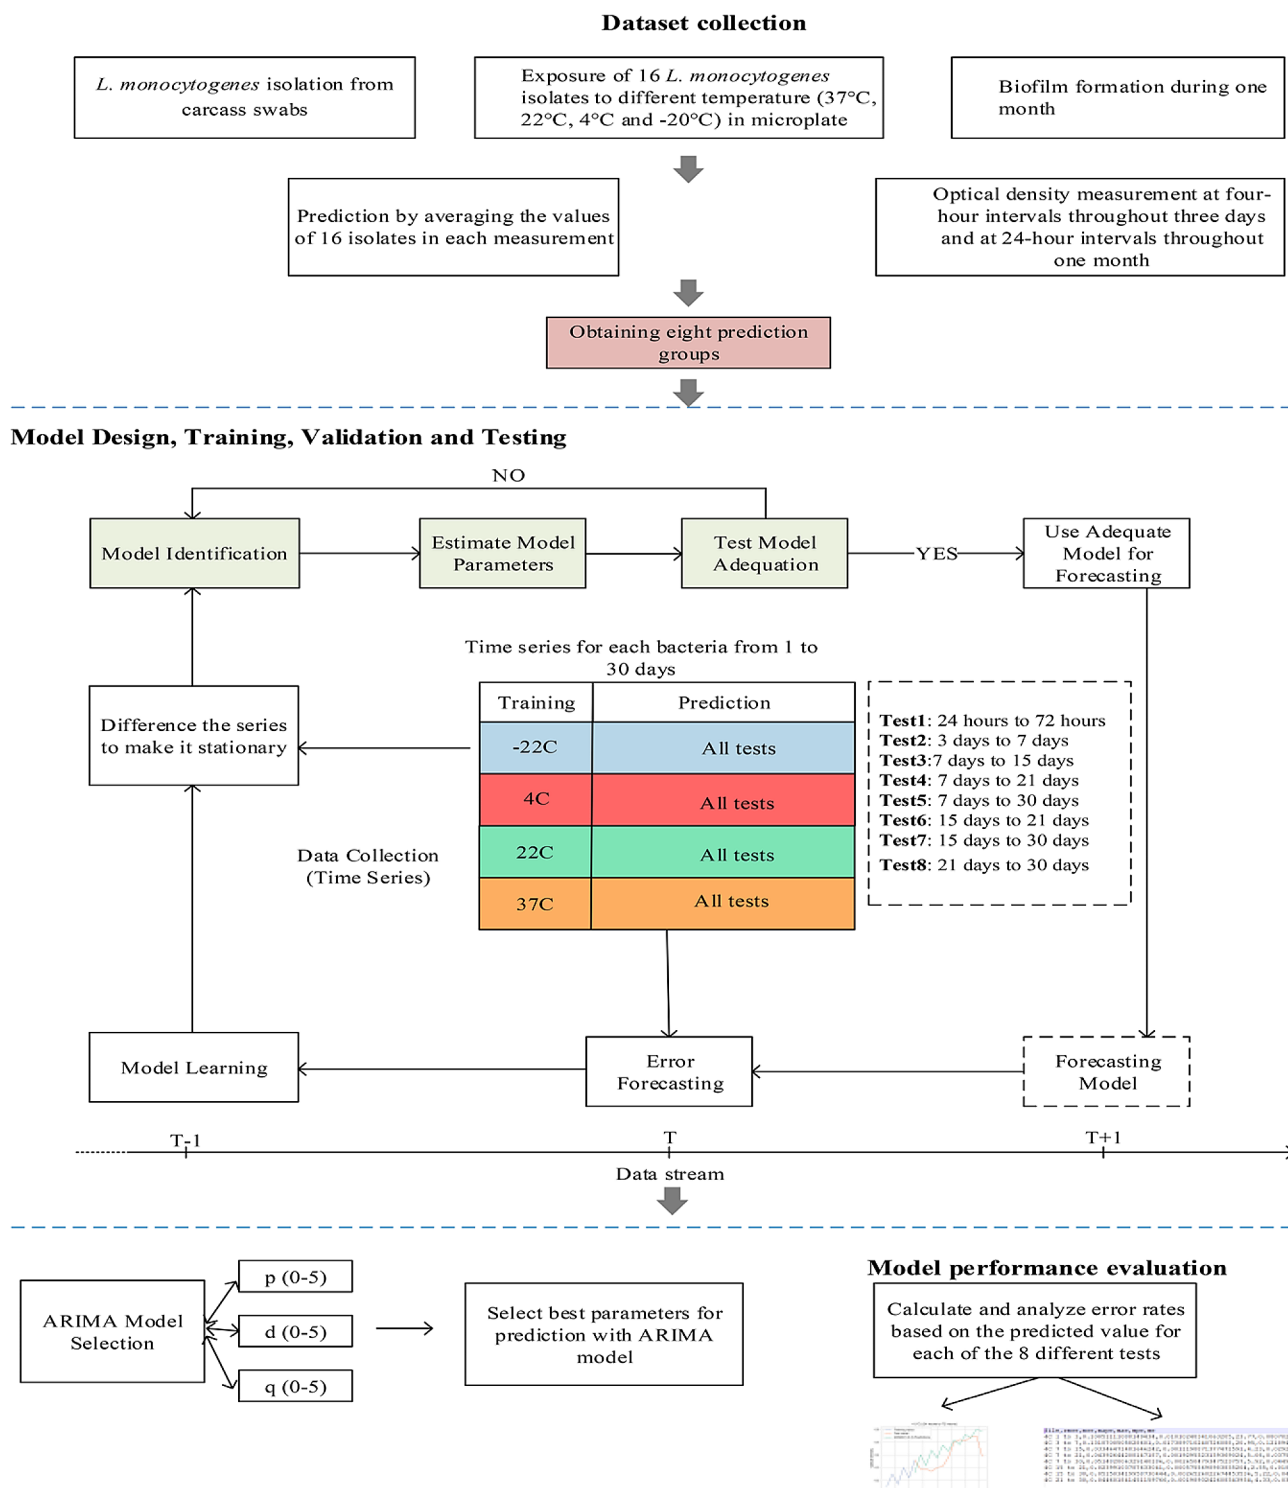 Dataset collection
L. monocytogenes isolation from
carcass swabs
Exposure of 16 L. monocytogenes
isolates to different temperature (37°C,
22°C, 4°C and -20°C) in microplate
Biofilm formation during one
month
Prediction by averaging the values
of 16 isolates in each measurement
Optical density measurement at four-
hour intervals throughout three days
and at 24-hour intervals throughout
one month
Obtaining eight prediction
groups
Model Design, Training, Validation and Testing
NO
Model Identification
Estimate Model
Parameters
Test Model
Adequation
YES
Use Adequate
Model for
Forecasting
Time series for each bacteria from 1 to
30 days
Training
Prediction
-22C
All tests
4C
All tests
22C
All tests
37C
All tests
Difference the series
to make it stationary
Data Collection
(Time Series)
Test1: 24 hours to 72 hours
Test2: 3 days to 7 days
Test3:7 days to 15 days
Test4: 7 days to 21 days
Test5: 7 days to 30 days
Test6: 15 days to 21 days
Test7: 15 days to 30 days
Test8: 21 days to 30 days
Model Learning
Error
Forecasting
Forecasting
Model
T-1
T
T+1
Data stream
ARIMA Model
Selection
p (0-5)
d (0-5)
q (0-5)
Select best parameters for
prediction with ARIMA
model
Model performance evaluation
Calculate and analyze error rates
based on the predicted value for
each of the 8 different tests